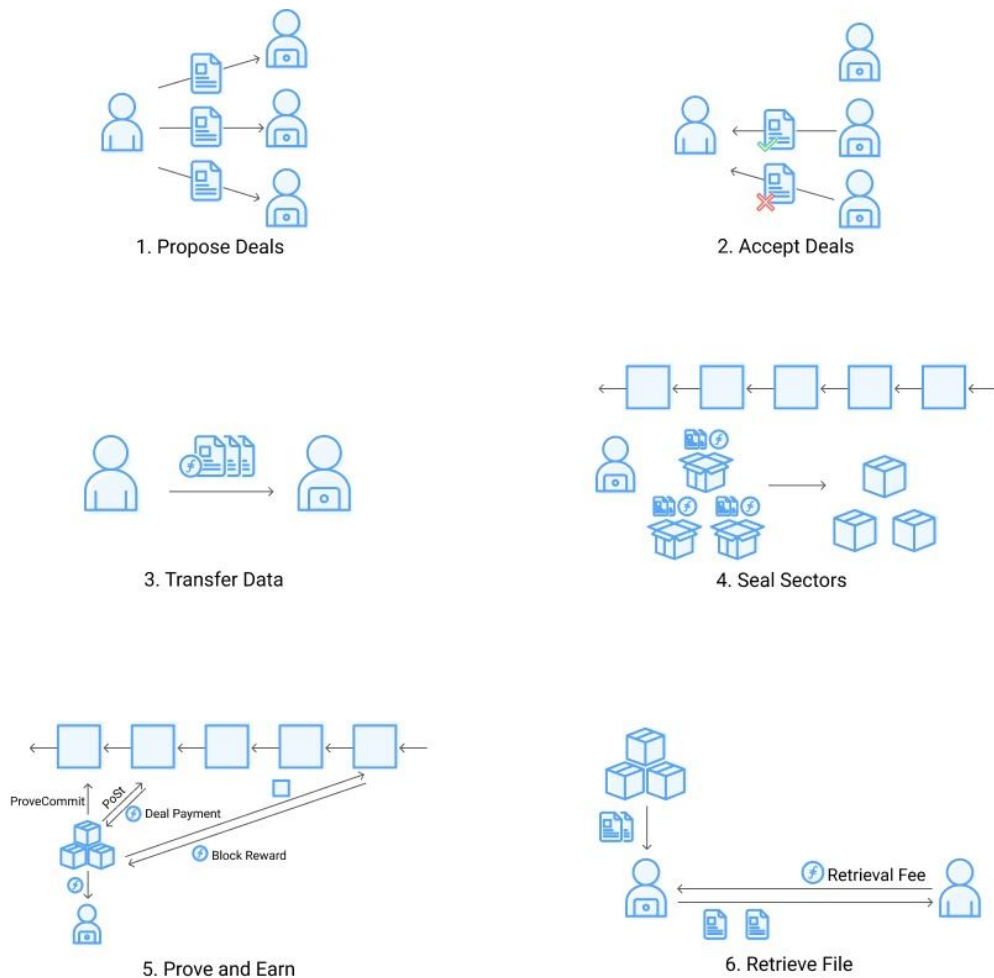 1. Propose Deals
2. Accept Deals
3. Transfer Data
4. Seal Sectors
ProveCommit
PoSt
Deal Payment
Block Reward
5. Prove and Earn
Retrieval Fee
6. Retrieve File